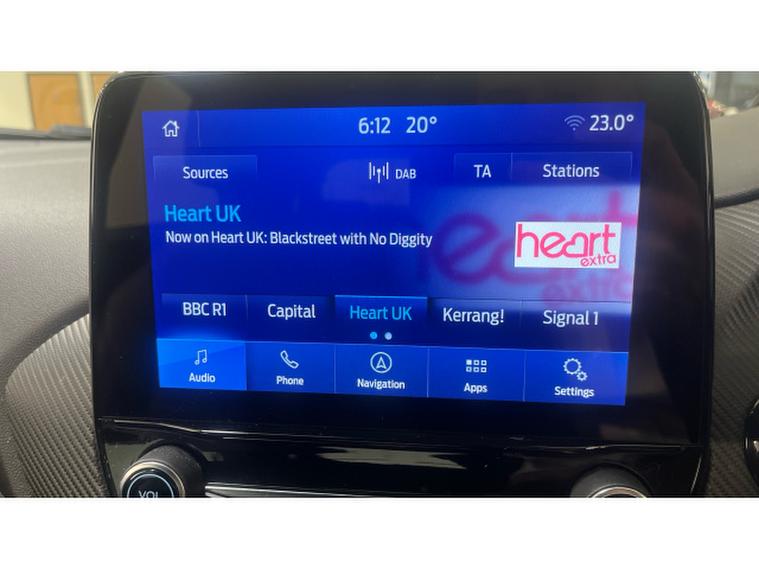 6:12 20° 23.0°
Sources DAB TA Stations
Heart UK
Now on Heart UK: Blackstreet with No Diggity
heart
extra
BBC R1 Capital Heart UK Kerrang! Signal 1
Audio Phone Navigation Apps Settings
VOL